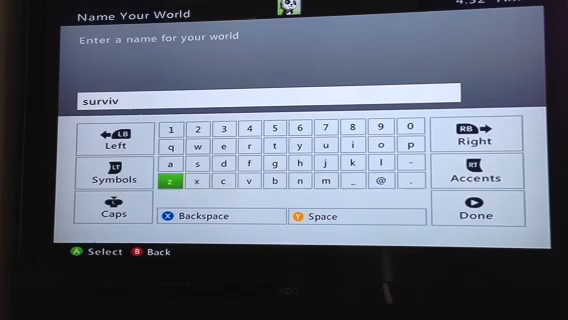 Name Your World
Enter a name for your world
surviv
LB
Left
1 2 3 4 5 6 7 8 9 0
RB
Right
q w e r t y u i o p
LT
Symbols
a s d f g h j k l -
RT
Accents
z x c v b n m _ @ .
Caps
X Backspace
Y Space
Done
A Select B Back